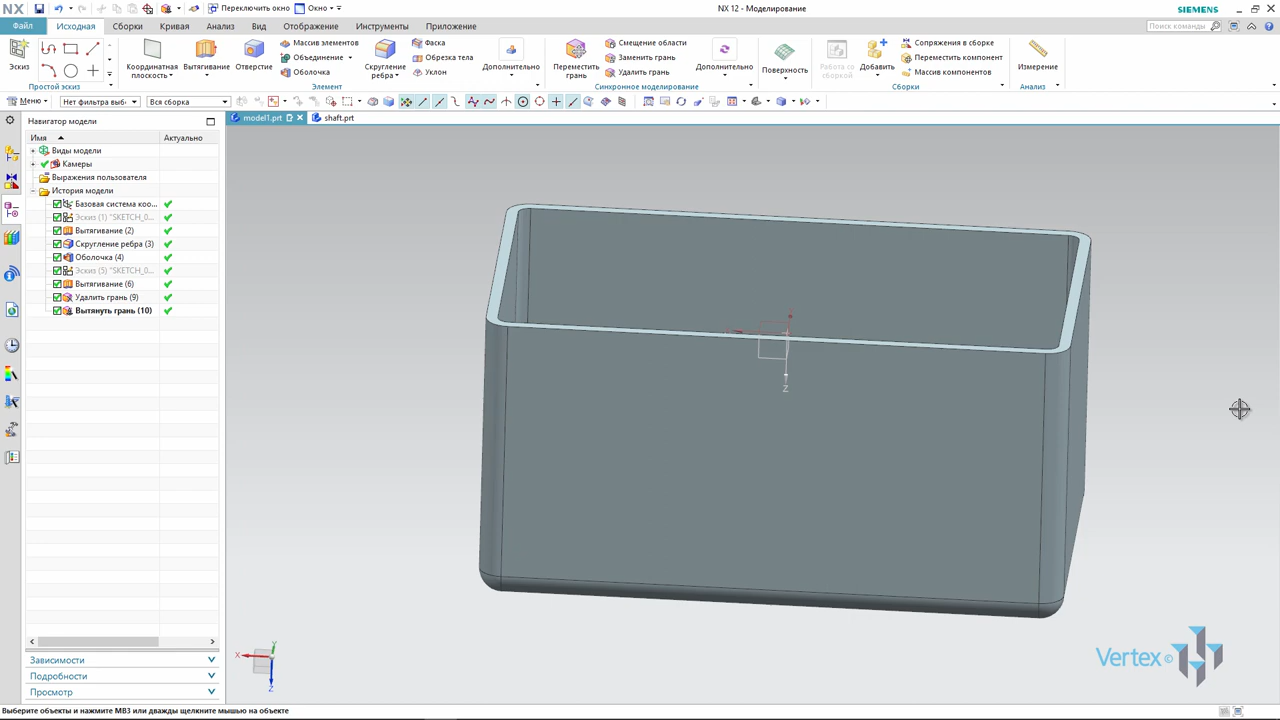 NX
Переключить окно
Окно
NX 12 - Моделирование
SIEMENS
Файл
Исходная
Сборки
Кривая
Анализ
Вид
Отображение
Инструменты
Приложение
Поиск команды
Эскиз
Простой эскиз
Координатная плоскость
Вытягивание
Отверстие
Массив элементов
Объединение
Оболочка
Скругление ребра
Фаска
Обрезка тела
Уклон
Дополнительно
Элемент
Переместить грань
Смещение области
Заменить грань
Удалить грань
Дополнительно
Синхронное моделирование
Поверхность
Работа со сборкой
Добавить
Сопряжения в сборке
Переместить компонент
Массив компонентов
Сборки
Измерение
Анализ
Меню
Нет фильтра выб
Вся сборка
Навигатор модели
model1.prt
shaft.prt
Имя
Актуально
Виды модели
Камеры
Выражения пользователя
История модели
Базовая система коо...
Эскиз (1) "SKETCH_0...
Вытягивание (2)
Скругление ребра (3)
Оболочка (4)
Эскиз (5) "SKETCH_0...
Вытягивание (6)
Удалить грань (9)
Вытянуть грань (10)
Z
Y
X
Z
Vertex©
Зависимости
Подробности
Просмотр
Выберите объекты и нажмите МВ3 или дважды щелкните мышью на объекте